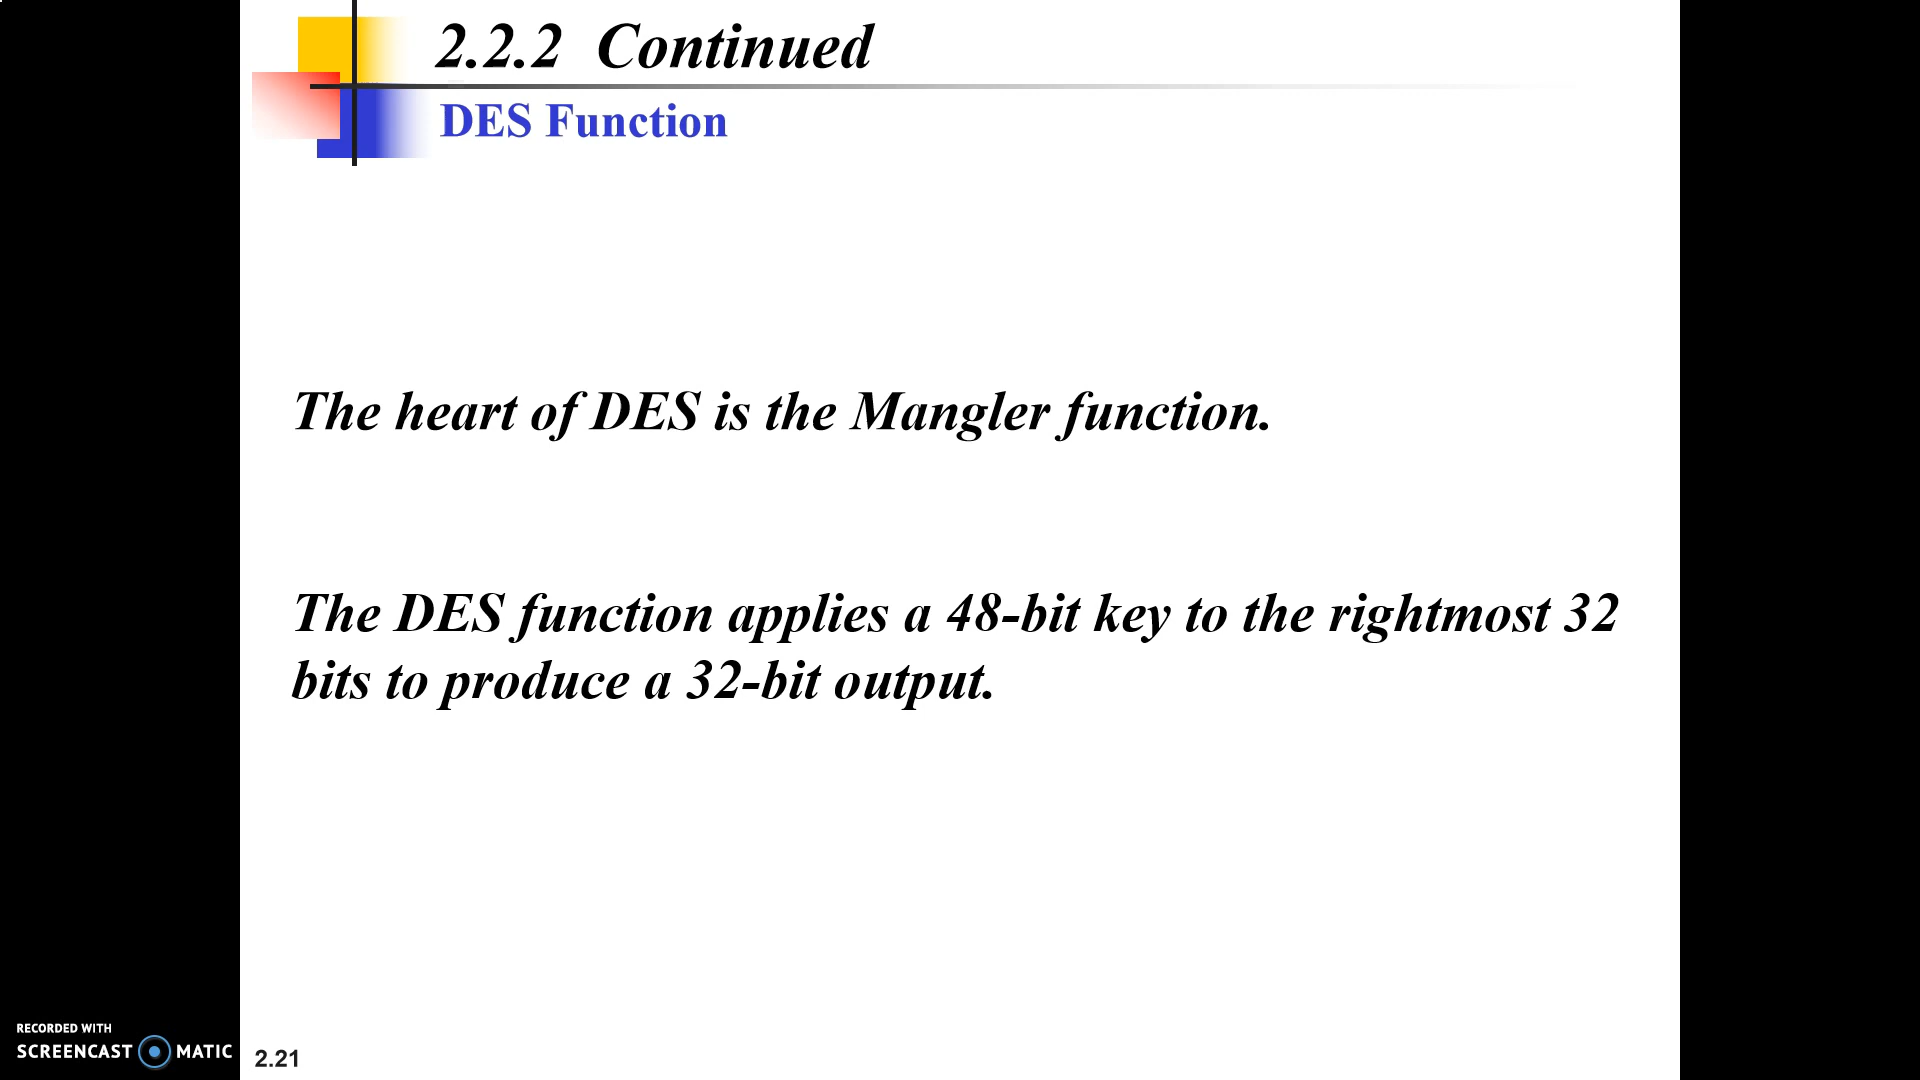 2.2.2 Continued
DES Function
The heart of DES is the Mangler function.
The DES function applies a 48-bit key to the rightmost 32
bits to produce a 32-bit output.
RECORDED WITH
SCREENCAST MATIC
2.21